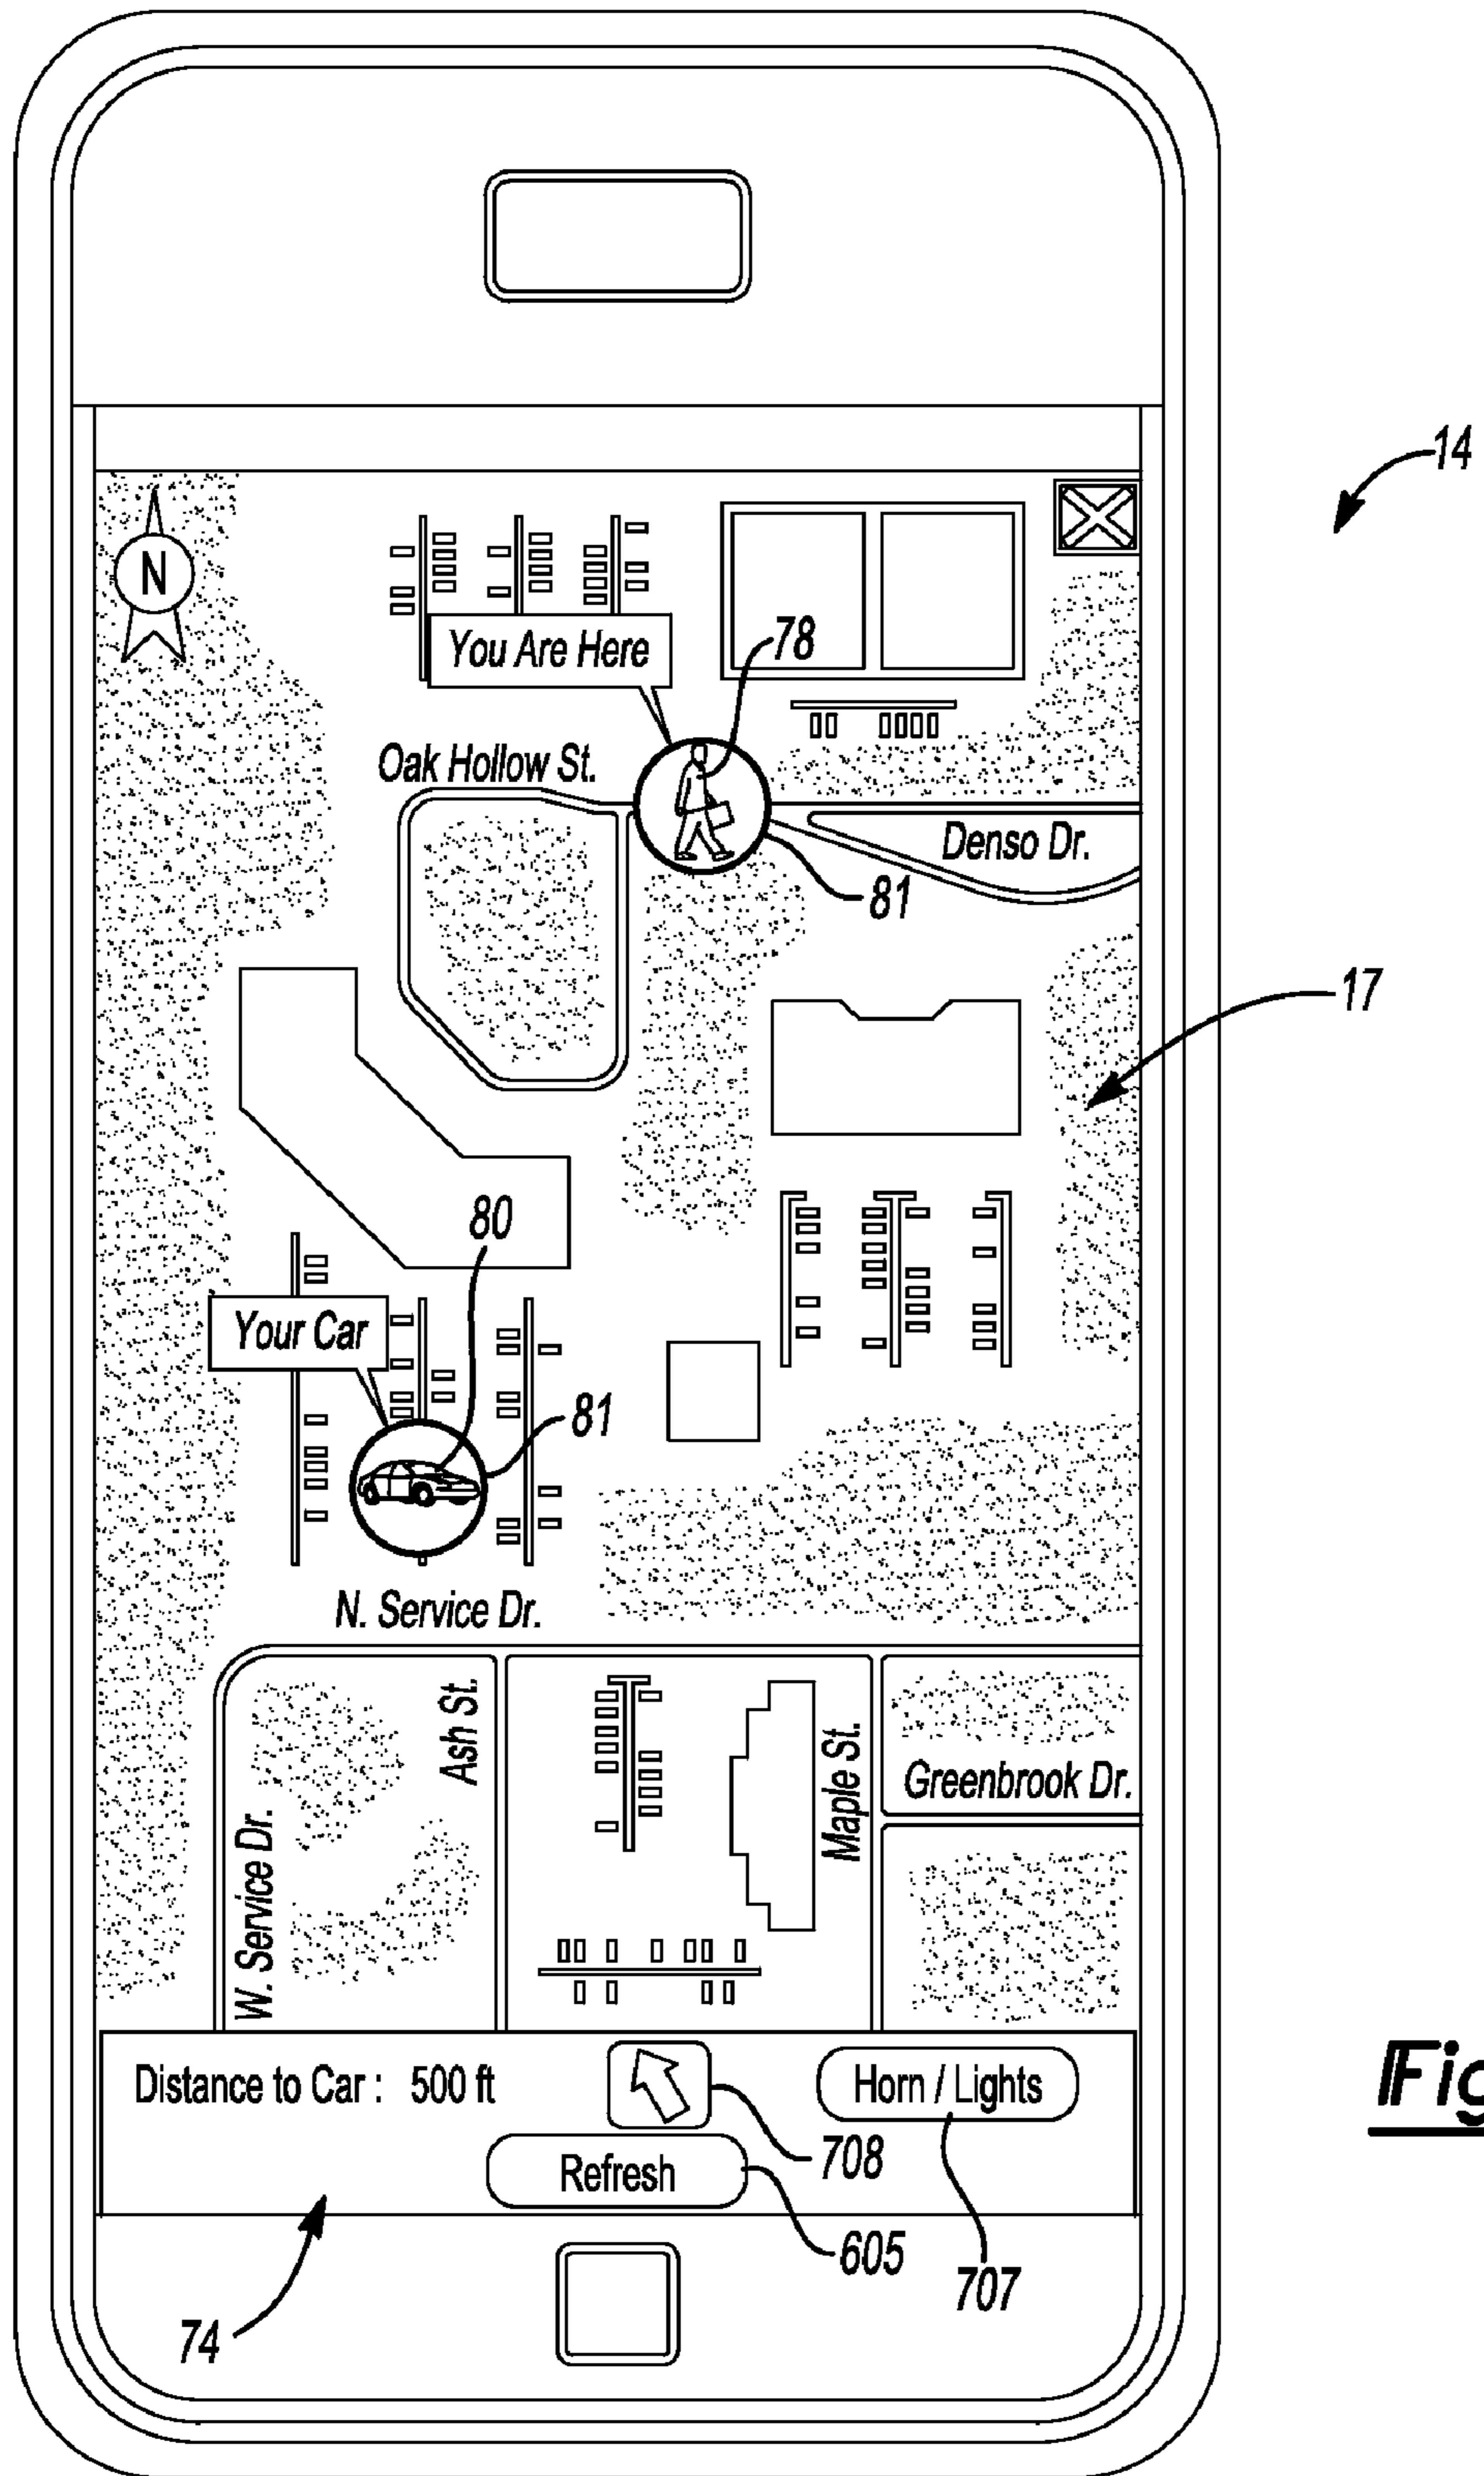 14
N
You Are Here
78
Oak Hollow St.
Denso Dr.
81
17
80
Your Car
81
N. Service Dr.
Ash St.
Maple St.
Greenbrook Dr.
W. Service Dr.
Distance to Car : 500 ft
Horn / Lights
708
Refresh
605
707
74
Fig